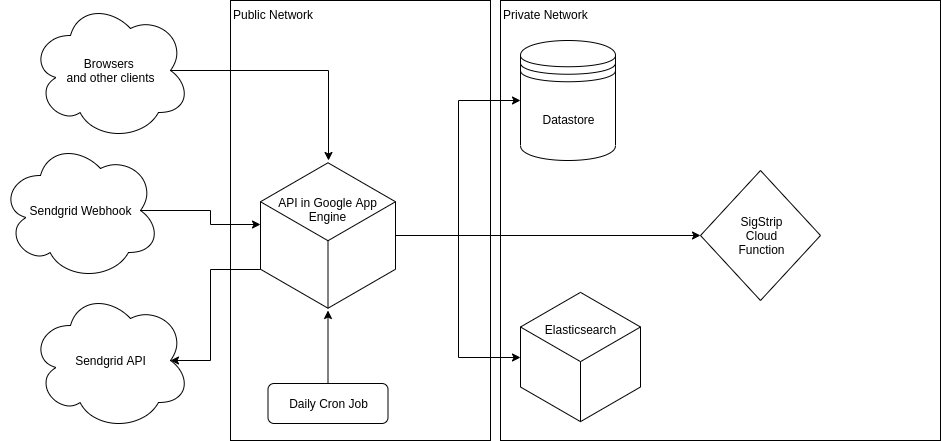 Public Network
Private Network
Browsers
and other clients
Datastore
Sendgrid Webhook
API in Google App
Engine
SigStrip
Cloud
Function
Elasticsearch
Sendgrid API
Daily Cron Job